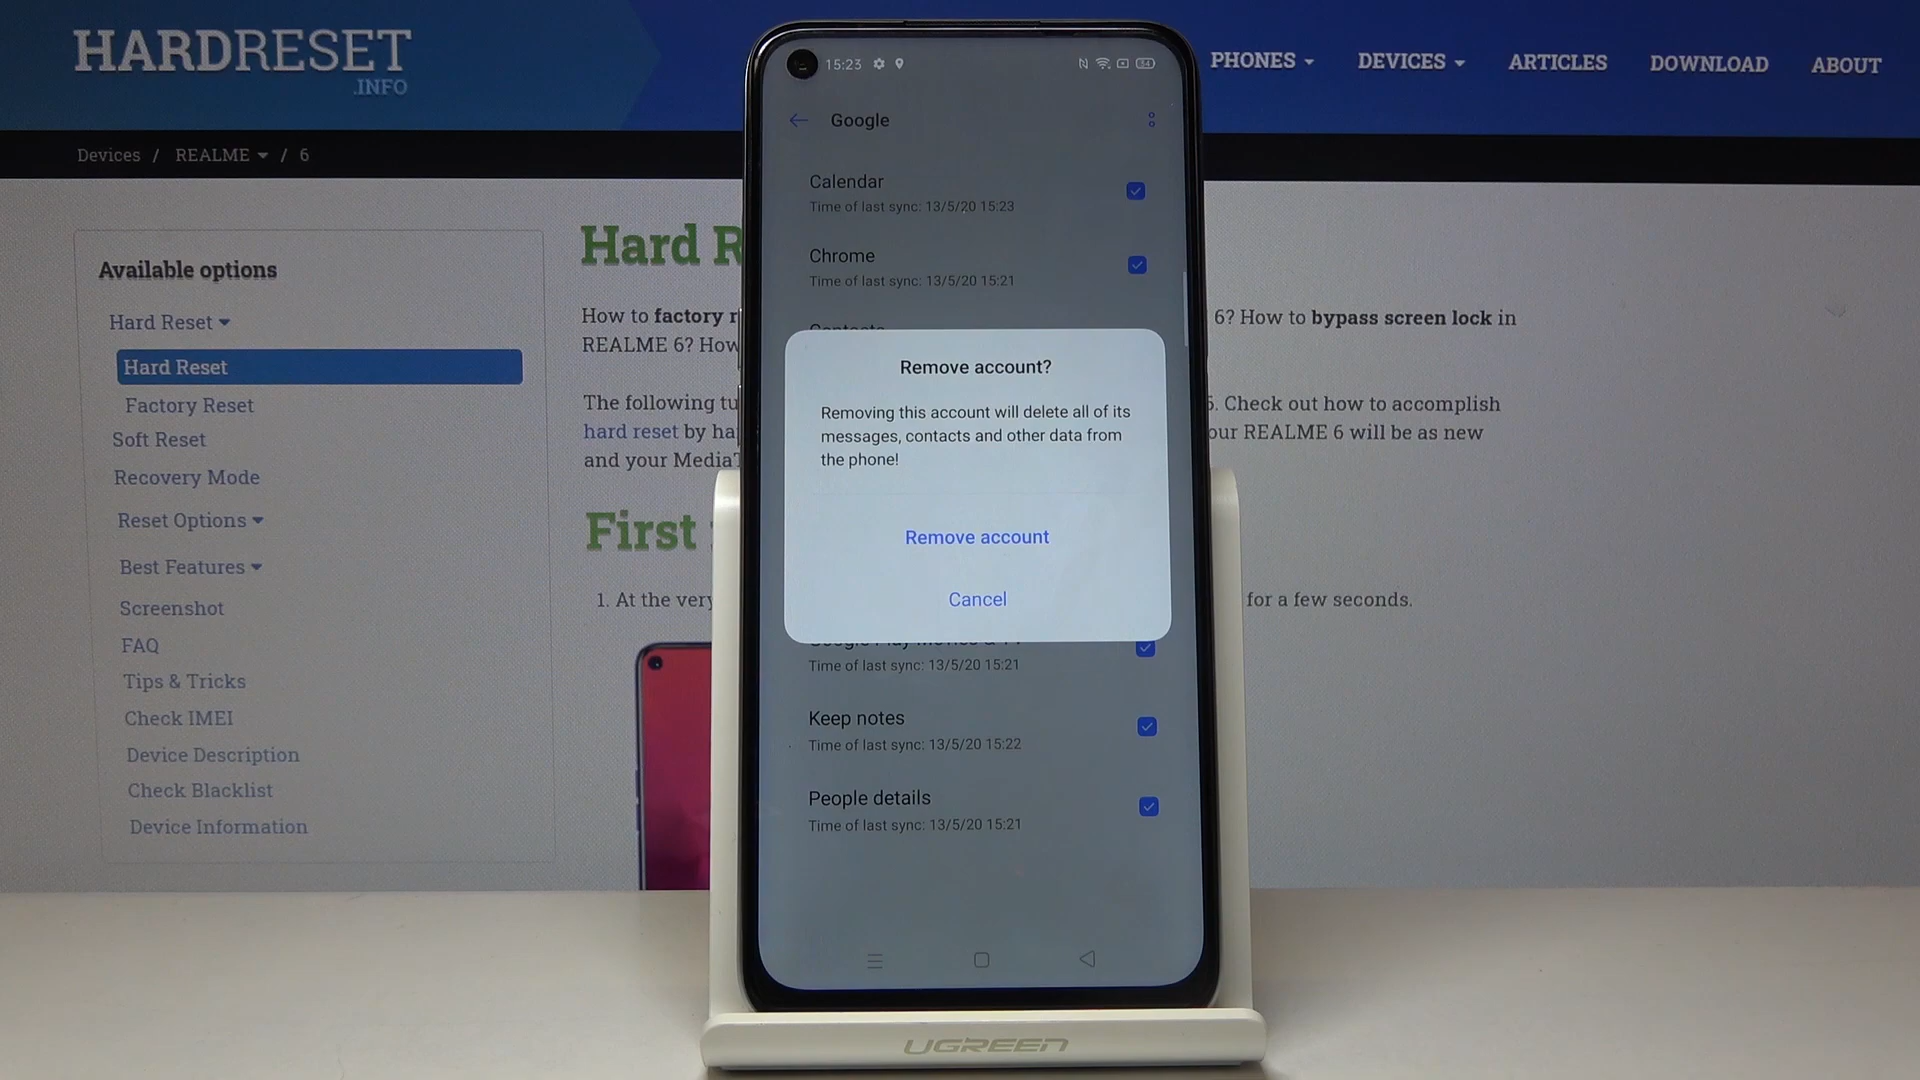 HARDRESET
.INFO
PHONES
DEVICES
ARTICLES
DOWNLOAD
ABOUT
Devices / REALME / 6
Available options
Hard Reset
Hard Reset
Factory Reset
Soft Reset
Recovery Mode
Reset Options
Best Features
Screenshot
FAQ
Tips & Tricks
Check IMEI
Device Description
Check Blacklist
Device Information
Hard R
How to factory r
6? How to bypass screen lock in
REALME 6? How
The following tu
6. Check out how to accomplish
hard reset by ha
our REALME 6 will be as new
and your Media
First
1. At the very
for a few seconds.
15:23
54
Google
Calendar
Time of last sync: 13/5/20 15:23
Chrome
Time of last sync: 13/5/20 15:21
Contacts
Remove account?
Removing this account will delete all of its
messages, contacts and other data from
the phone!
Remove account
Cancel
Google Play Movies & TV
Time of last sync: 13/5/20 15:21
Keep notes
Time of last sync: 13/5/20 15:22
People details
Time of last sync: 13/5/20 15:21
UGREEN